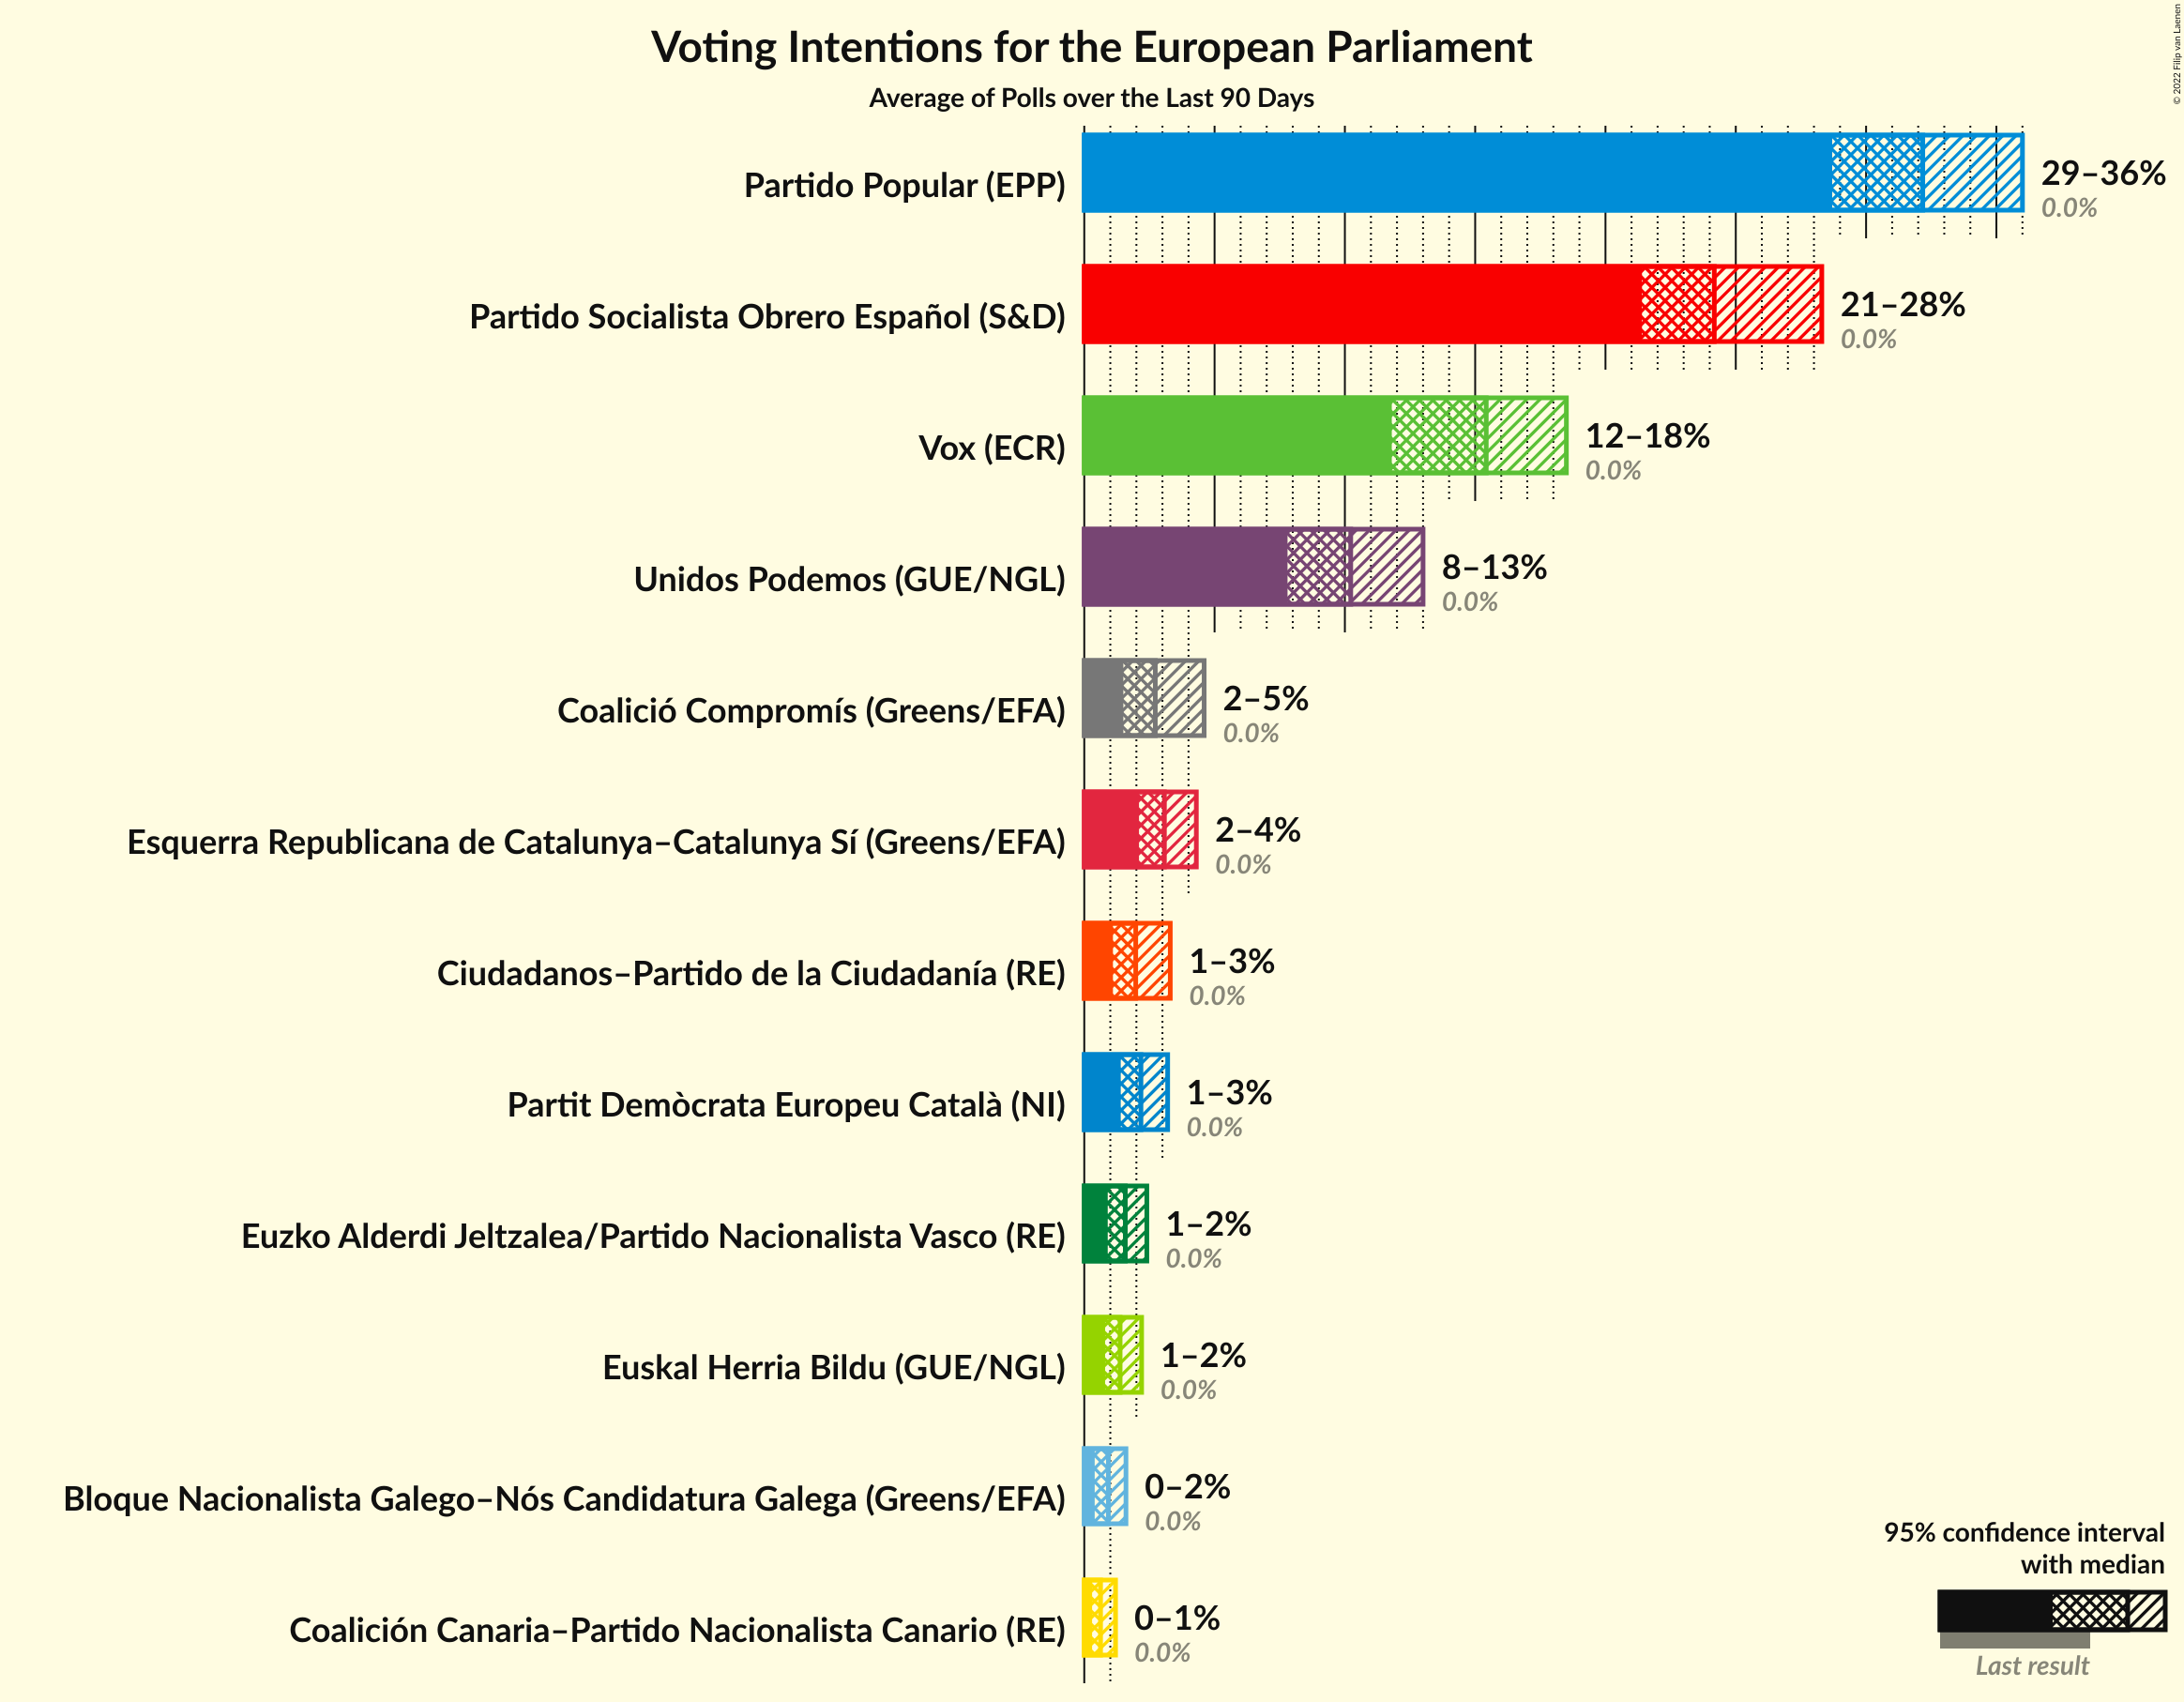 © 2022 Filip van Laenen
Voting Intentions for the European Parliament
Average of Polls over the Last 90 Days
Partido Popular (EPP)
29–36%
0.0%
Partido Socialista Obrero Español (S&D)
21–28%
0.0%
Vox (ECR)
12–18%
0.0%
Unidos Podemos (GUE/NGL)
8–13%
0.0%
Coalició Compromís (Greens/EFA)
2–5%
0.0%
Esquerra Republicana de Catalunya–Catalunya Sí (Greens/EFA)
2–4%
0.0%
Ciudadanos–Partido de la Ciudadanía (RE)
1–3%
0.0%
Partit Demòcrata Europeu Català (NI)
1–3%
0.0%
Euzko Alderdi Jeltzalea/Partido Nacionalista Vasco (RE)
1–2%
0.0%
Euskal Herria Bildu (GUE/NGL)
1–2%
0.0%
Bloque Nacionalista Galego–Nós Candidatura Galega (Greens/EFA)
0–2%
0.0%
Coalición Canaria–Partido Nacionalista Canario (RE)
0–1%
0.0%
95% confidence interval
with median
Last result